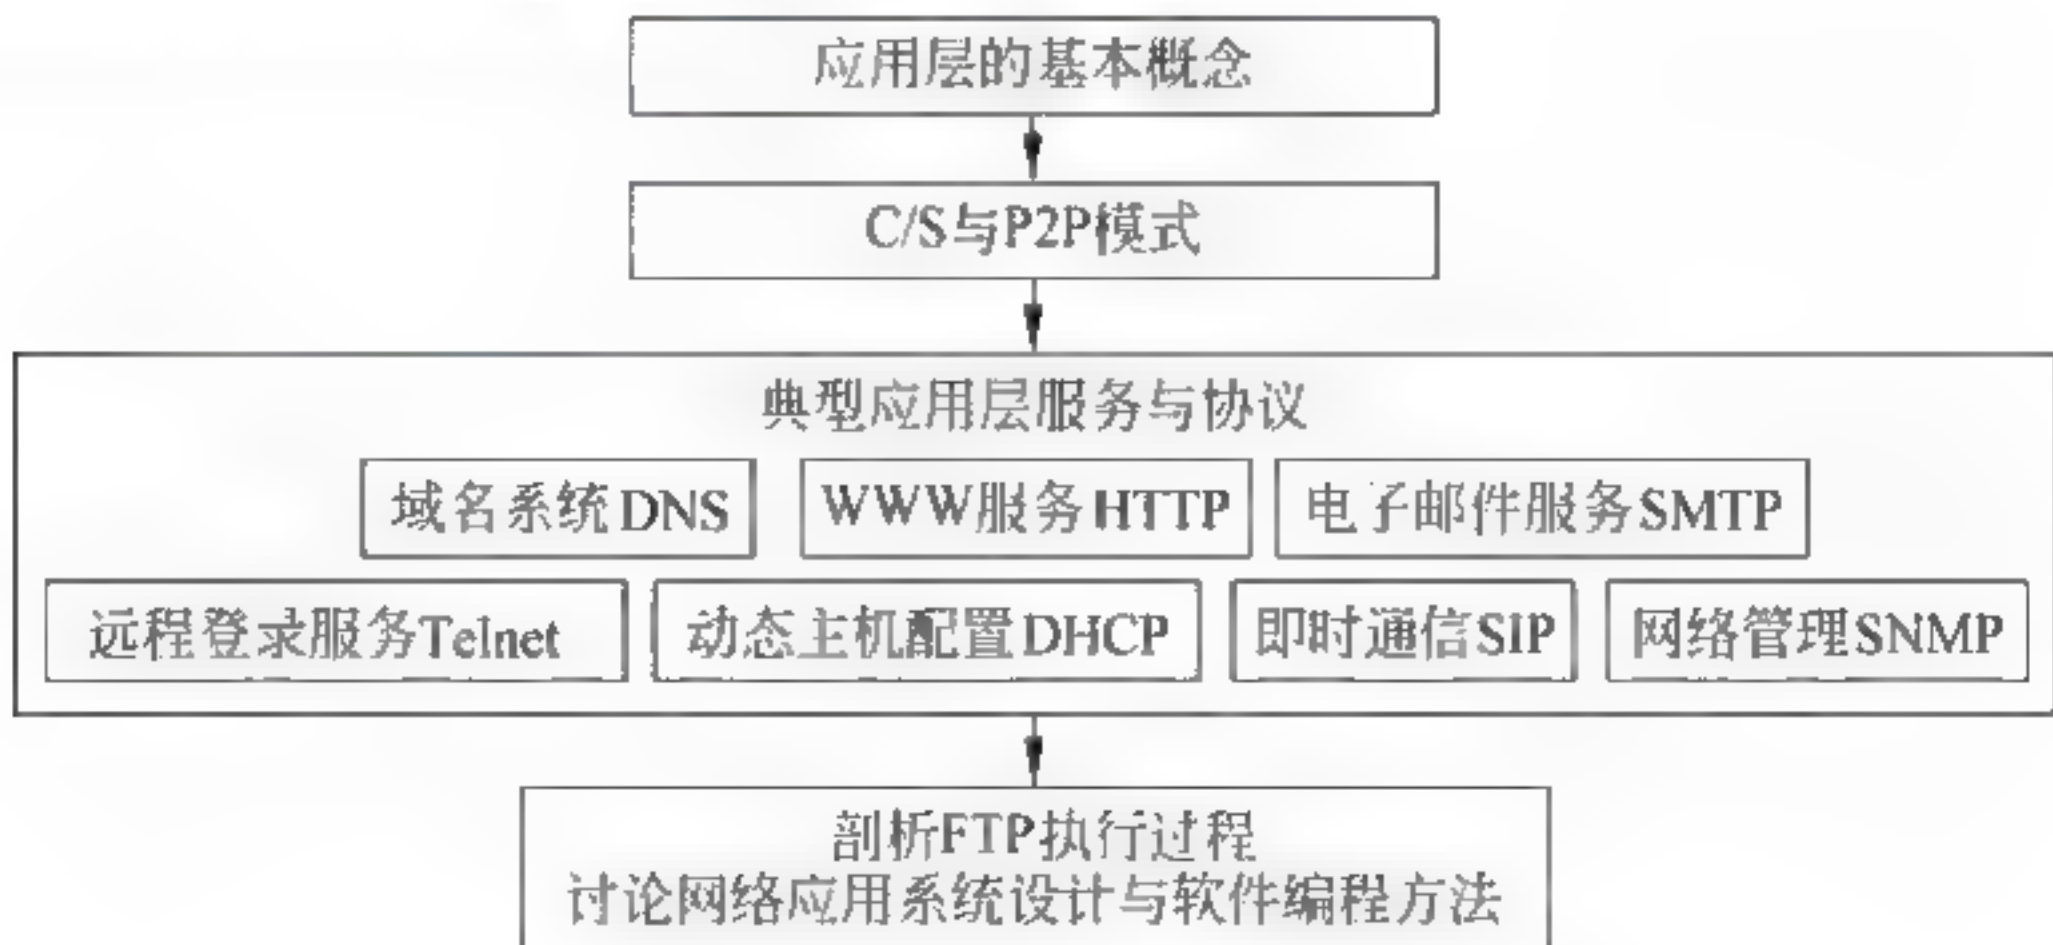 应用层的基本概念
C/S与P2P模式
典型应用层服务与协议
域名系统DNS
WWW服务HTTP
电子邮件服务SMTP
远程登录服务Telnet
动态主机配置DHCP
即时通信SIP
网络管理SNMP
剖析FTP执行过程
讨论网络应用系统设计与软件编程方法